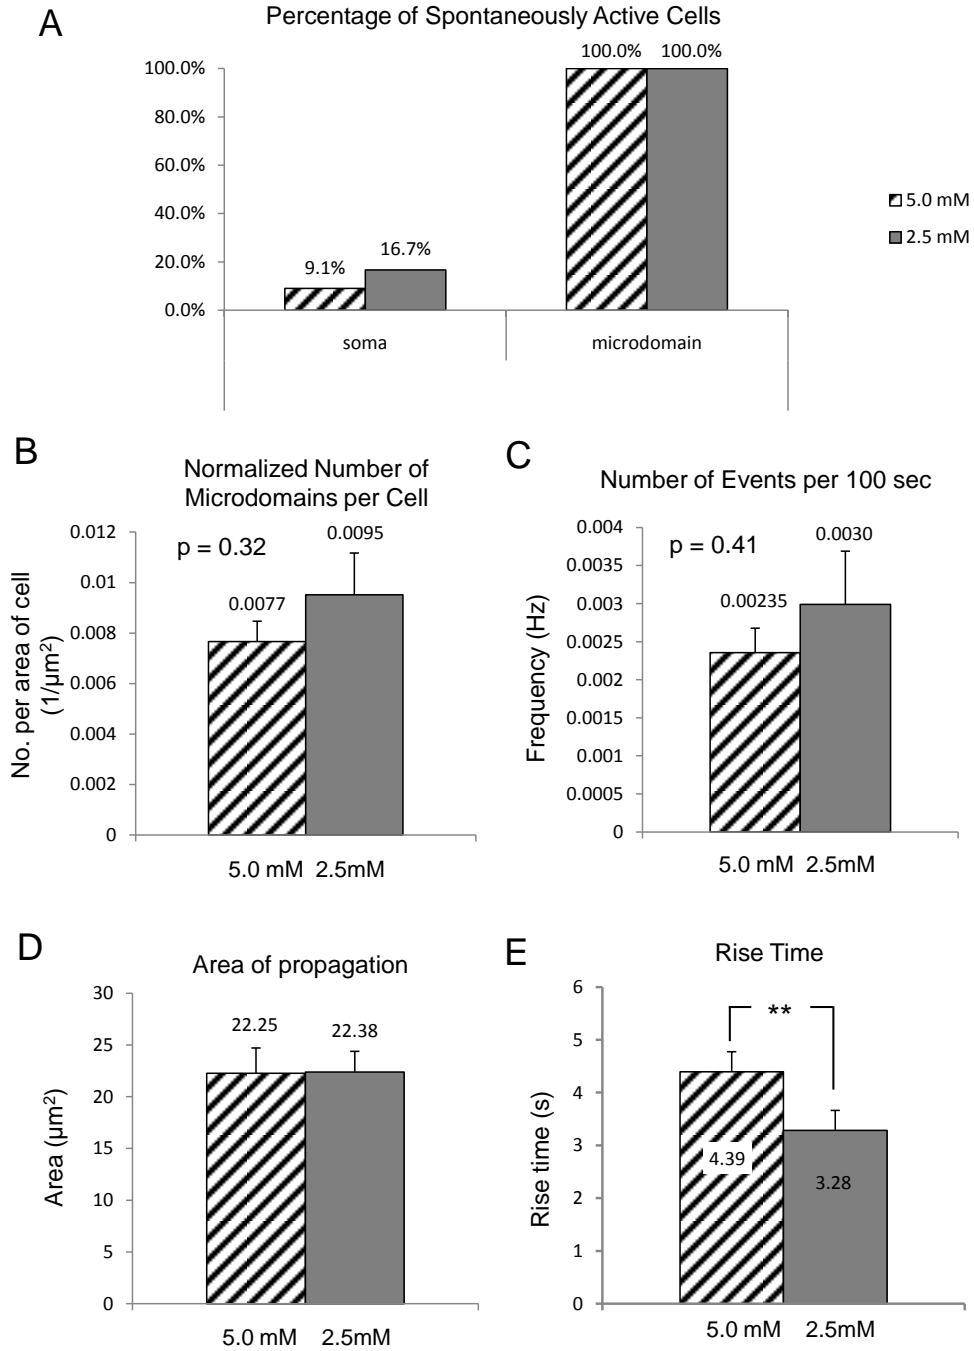 A
Percentage of Spontaneously Active Cells
100.0% 100.0%
100.0%
80.0%
60.0%
40.0%
20.0%
0.0%
9.1%
16.7%
soma
microdomain
5.0 mM
2.5 mM
B
Normalized Number of
Microdomains per Cell
No. per area of cell
(1/μm²)
0.012
0.01
0.008
0.006
0.004
0.002
0
p = 0.32
0.0077
0.0095
5.0 mM 2.5mM
C
Number of Events per 100 sec
Frequency (Hz)
0.004
0.0035
0.003
0.0025
0.002
0.0015
0.001
0.0005
0
p = 0.41
0.00235
0.0030
5.0 mM 2.5mM
D
Area of propagation
Area (μm²)
30
25
20
15
10
5
0
22.25
22.38
5.0 mM 2.5mM
E
Rise Time
Rise time (s)
6
5
4
3
2
1
0
**
4.39
3.28
5.0 mM 2.5mM